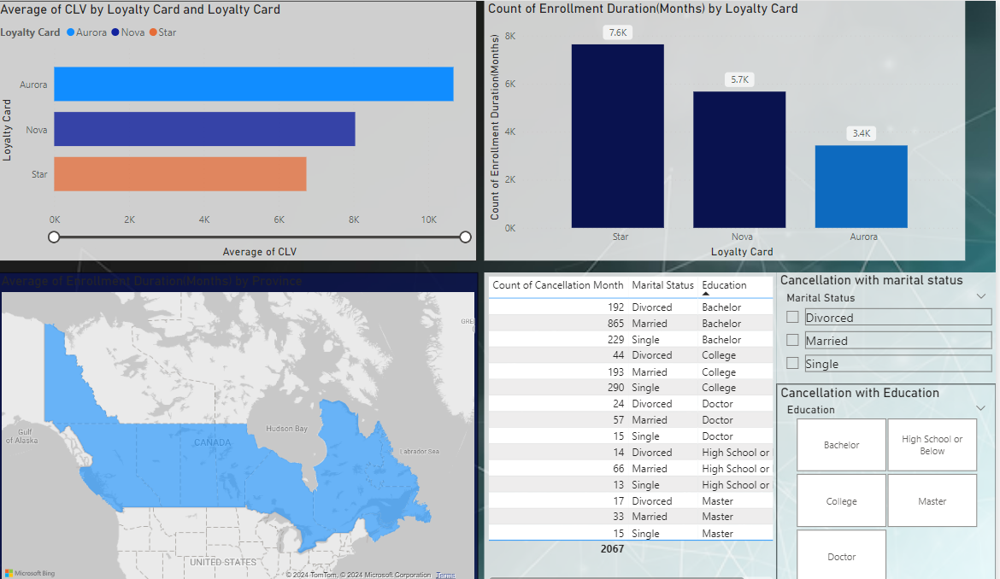 Average of CLV by Loyalty Card and Loyalty Card
Loyalty Card Aurora Nova Star
Loyalty Card
Aurora
Nova
Star
0K 2K 4K 6K 8K 10K
Average of CLV
Count of Enrollment Duration(Months) by Loyalty Card
Count of Enrollment Duration(Months)
8K
6K
4K
2K
0K
7.6K
5.7K
3.4K
Star Nova Aurora
Loyalty Card
Average of Enrollment Duration(Months) by Province
Gulf
of Alaska
CANADA
Hudson Bay
Labrador Sea
UNITED STATES
Microsoft Bing
© 2024 TomTom, © 2024 Microsoft Corporation Terms
Count of Cancellation Month Marital Status Education
192 Divorced Bachelor
865 Married Bachelor
229 Single Bachelor
44 Divorced College
193 Married College
290 Single College
24 Divorced Doctor
57 Married Doctor
15 Single Doctor
14 Divorced High School or
66 Married High School or
13 Single High School or
17 Divorced Master
33 Married Master
15 Single Master
2067
Cancellation with marital status
Marital Status
Divorced
Married
Single
Cancellation with Education
Education
Bachelor
High School or
Below
College
Master
Doctor